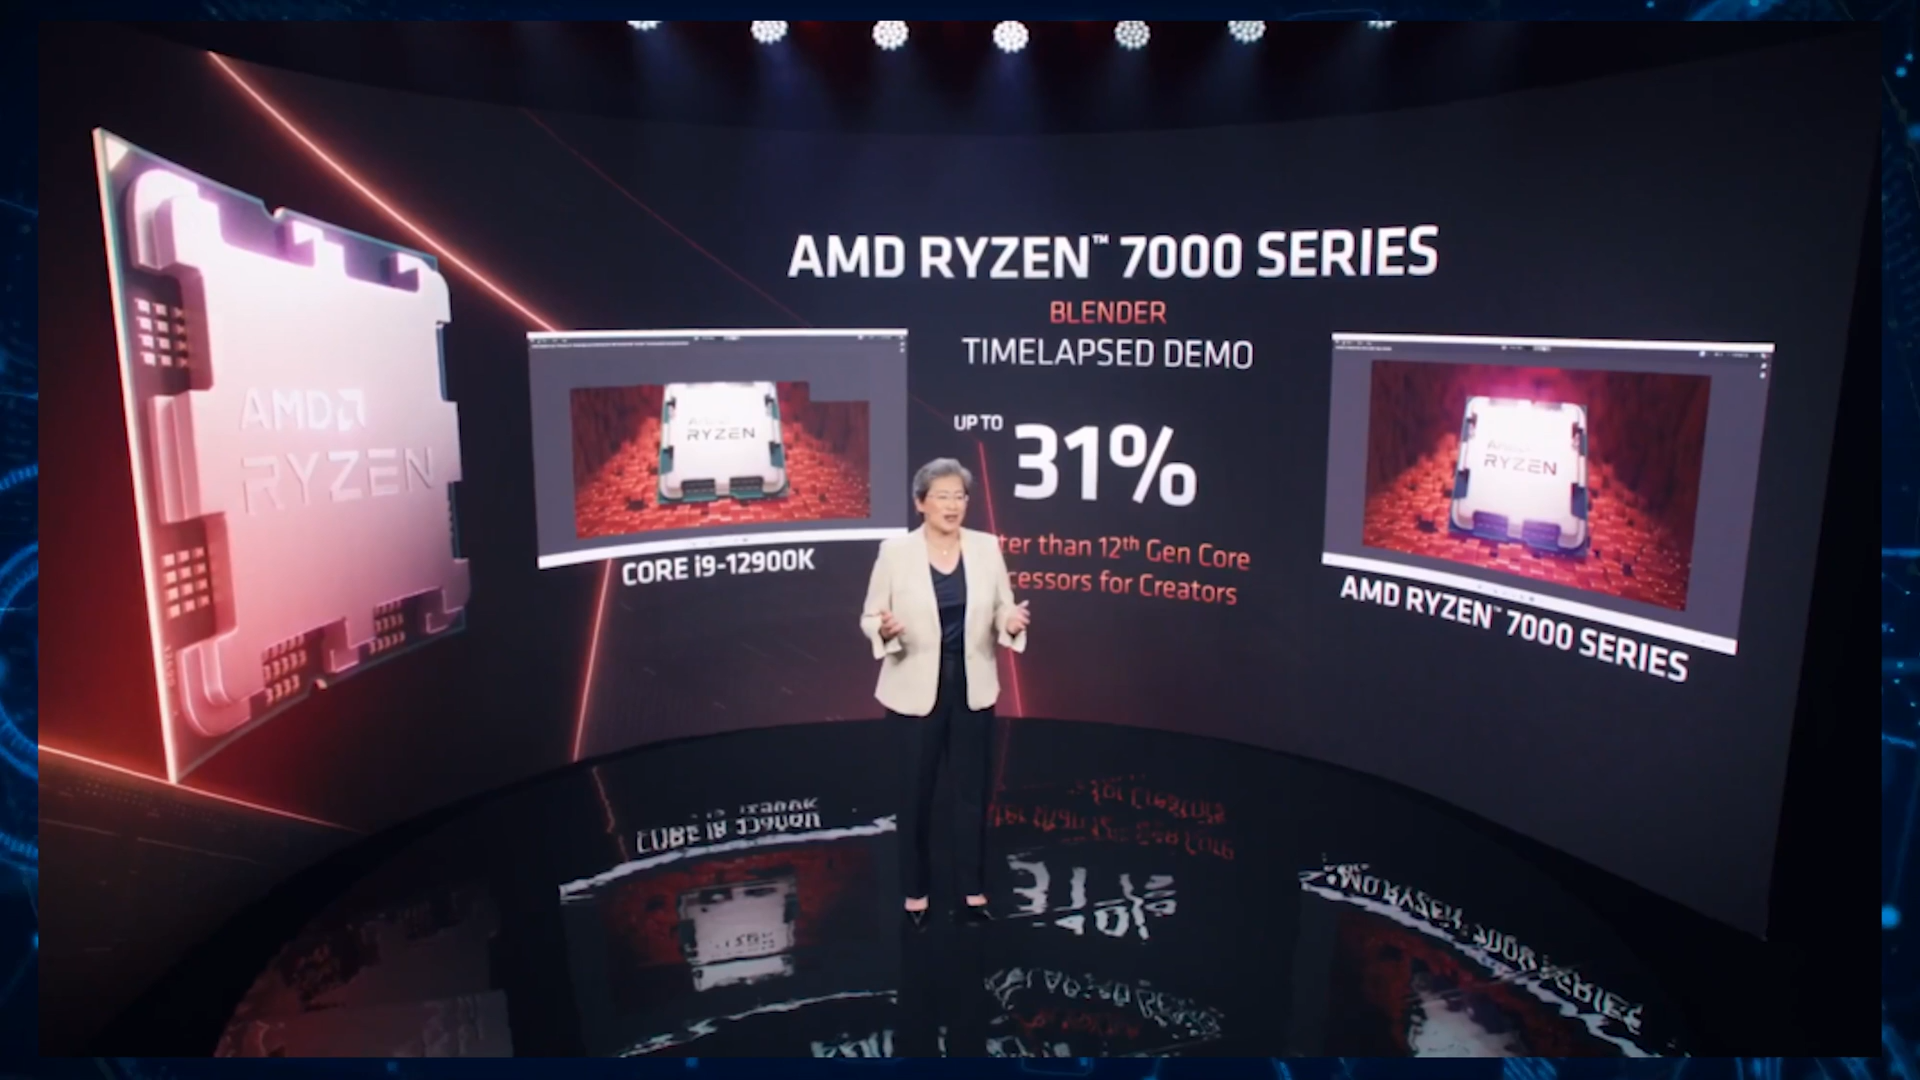 AMD RYZEN™ 7000 SERIES
BLENDER
TIMELAPSED DEMO
UP TO
31%
ter than 12th Gen Core
cessors for Creators
AMD
RYZEN
RYZEN
CORE i9-12900K
RYZEN
AMD RYZEN™ 7000 SERIES